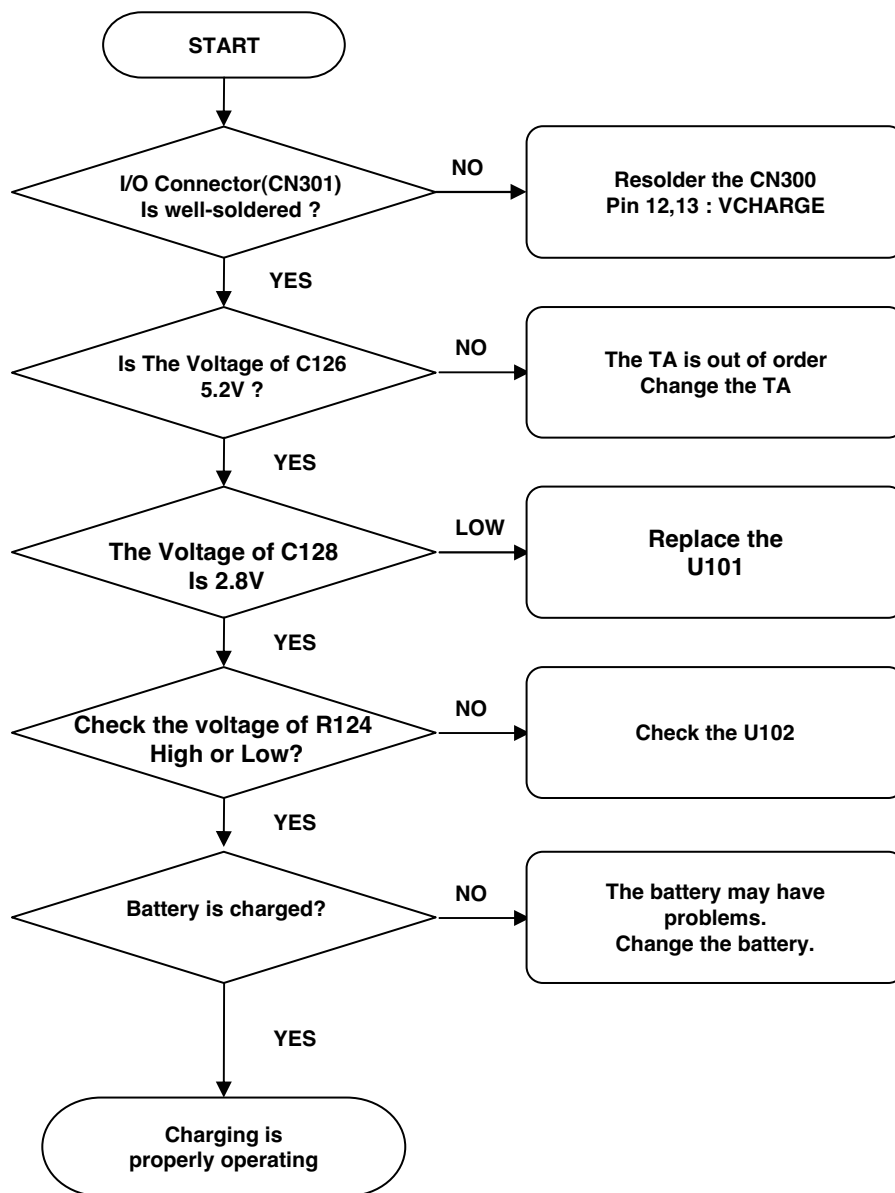 START
I/O Connector(CN301)
Is well-soldered ?
NO
Resolder the CN300
Pin 12,13 : VCHARGE
YES
Is The Voltage of C126
5.2V ?
NO
The TA is out of order
Change the TA
YES
The Voltage of C128
Is 2.8V
LOW
Replace the
U101
YES
Check the voltage of R124
High or Low?
NO
Check the U102
YES
Battery is charged?
NO
The battery may have
problems.
Change the battery.
YES
Charging is
properly operating